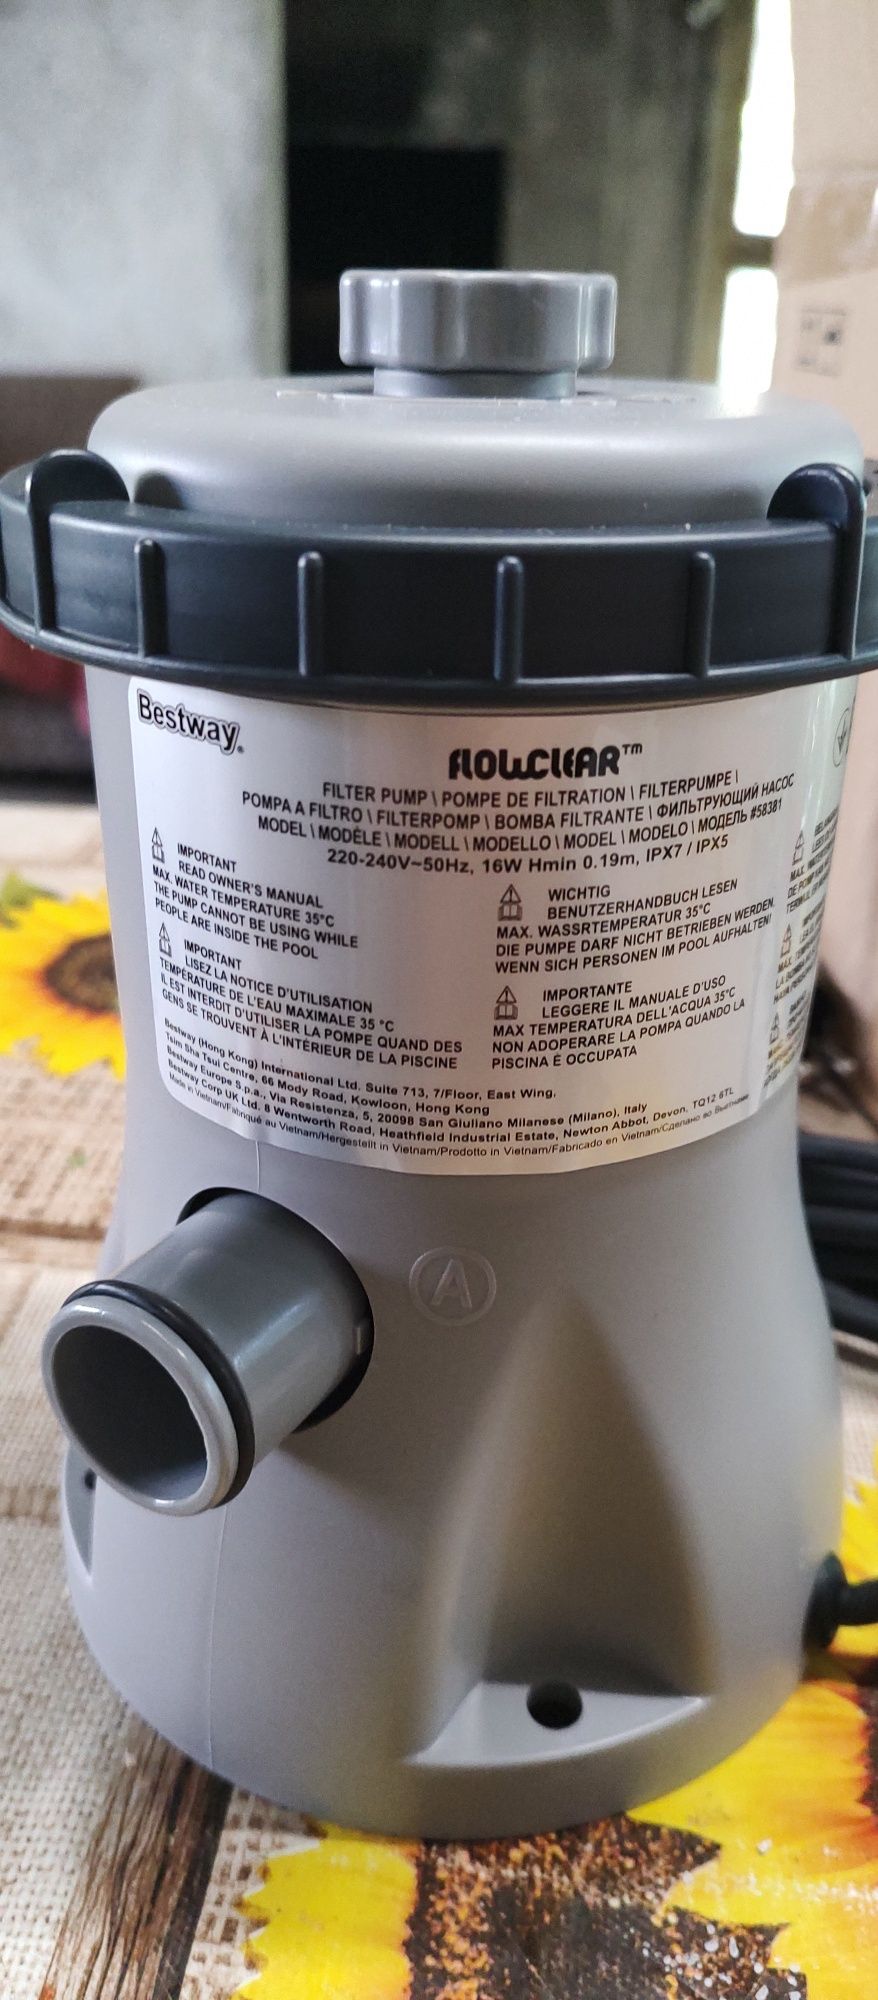 Bestway®
FLOWCLEAR™
FILTER PUMP \ POMPE DE FILTRATION \ FILTERPUMPE \
POMPA A FILTRO \ FILTERPOMP \ BOMBA FILTRANTE \ ФИЛЬТРУЮЩИЙ НАСОС
MODEL \ MODÈLE \ MODELL \ MODELLO \ MODEL \ MODELO \ МОДЕЛЬ #58381
220-240V~50Hz, 16W Hmin 0.19m, IPX7 / IPX5
IMPORTANT
READ OWNER'S MANUAL
MAX. WATER TEMPERATURE 35°C
THE PUMP CANNOT BE USING WHILE
PEOPLE ARE INSIDE THE POOL
IMPORTANT
LISEZ LA NOTICE D'UTILISATION
TEMPÉRATURE DE L'EAU MAXIMALE 35 °C
IL EST INTERDIT D'UTILISER LA POMPE QUAND DES
GENS SE TROUVENT À L'INTÉRIEUR DE LA PISCINE
WICHTIG
BENUTZERHANDBUCH LESEN
MAX. WASSRTEMPERATUR 35°C
DIE PUMPE DARF NICHT BETRIEBEN WERDEN,
WENN SICH PERSONEN IM POOL AUFHALTEN!
IMPORTANTE
LEGGERE IL MANUALE D'USO
MAX TEMPERATURA DELL'ACQUA 35°C
NON ADOPERARE LA POMPA QUANDO LA
PISCINA È OCCUPATA
Bestway (Hong Kong) International Ltd. Suite 713, 7/Floor, East Wing,
Tsim Sha Tsui Centre, 66 Mody Road, Kowloon, Hong Kong
Bestway Europe S.p.a., Via Resistenza, 5, 20098 San Giuliano Milanese (Milano), Italy
Bestway Corp UK Ltd. 8 Wentworth Road, Heathfield Industrial Estate, Newton Abbot, Devon, TQ12 6TL
Made in Vietnam/Fabriqué au Vietnam/Hergestellt in Vietnam/Prodotto in Vietnam/Fabricado en Vietnam/Сделано во Вьетнаме
A